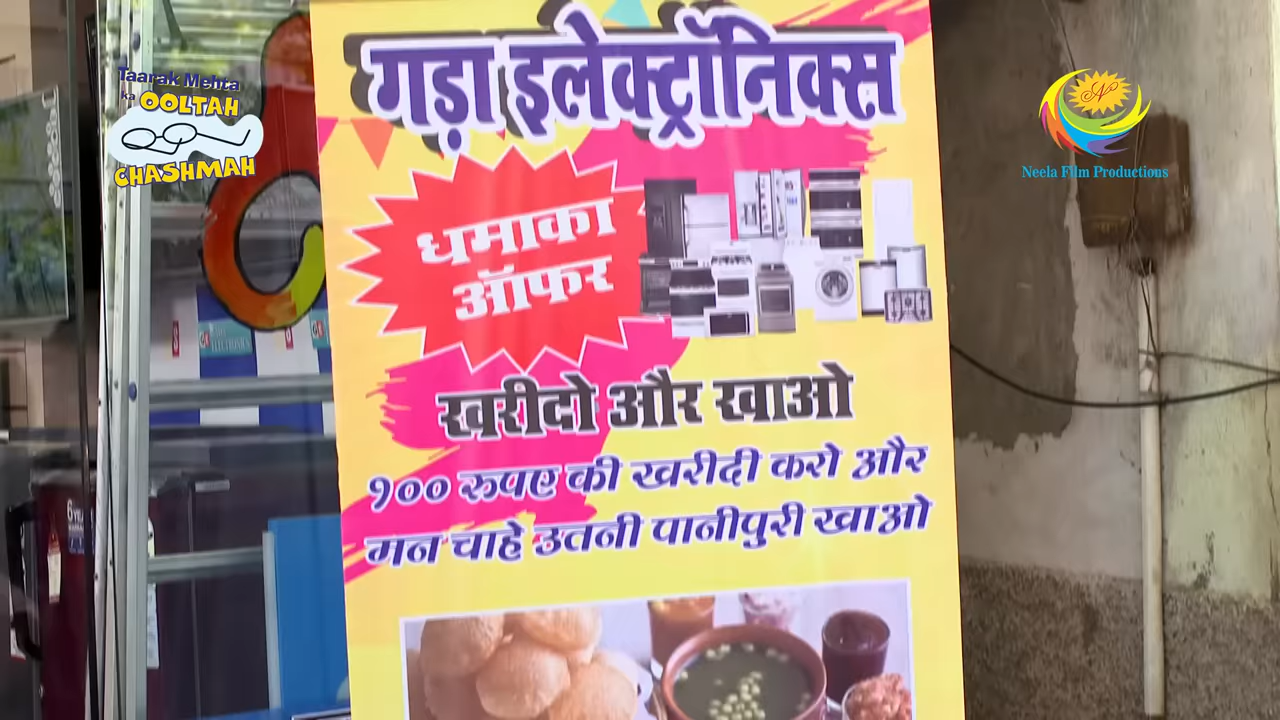 Taarak Mehta
ka OOLTAH
CHASHMAH
Neela Film Productions
गड़ा इलेक्ट्रॉनिक्स
धमाका
ऑफर
खरीदो और खाओ
१०० रुपए की खरीदी करो और
मन चाहे उतनी पानीपुरी खाओ